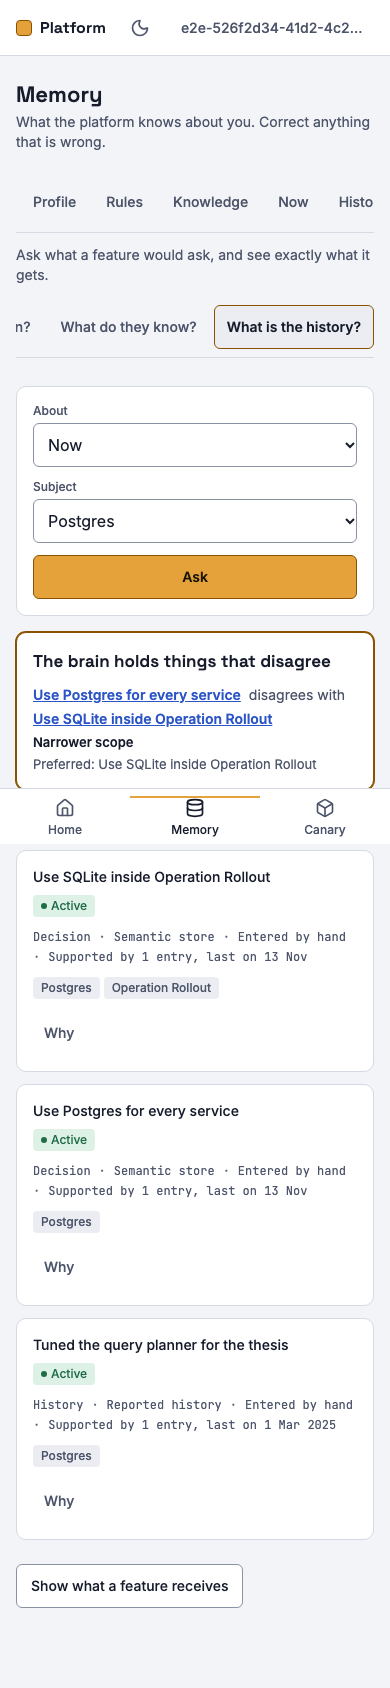 Platform
e2e-526f2d34-41d2-4c2...
Memory
What the platform knows about you. Correct anything
that is wrong.
Profile
Rules
Knowledge
Now
Histo
Ask what a feature would ask, and see exactly what it
gets.
n?
What do they know?
What is the history?
About
Now
Subject
Postgres
Ask
The brain holds things that disagree
Use Postgres for every service disagrees with
Use SQLite inside Operation Rollout
Narrower scope
Preferred: Use SQLite inside Operation Rollout
Home
Memory
Canary
Use SQLite inside Operation Rollout
Active
Decision · Semantic store · Entered by hand
· Supported by 1 entry, last on 13 Nov
Postgres
Operation Rollout
Why
Use Postgres for every service
Active
Decision · Semantic store · Entered by hand
· Supported by 1 entry, last on 13 Nov
Postgres
Why
Tuned the query planner for the thesis
Active
History · Reported history · Entered by hand
· Supported by 1 entry, last on 1 Mar 2025
Postgres
Why
Show what a feature receives